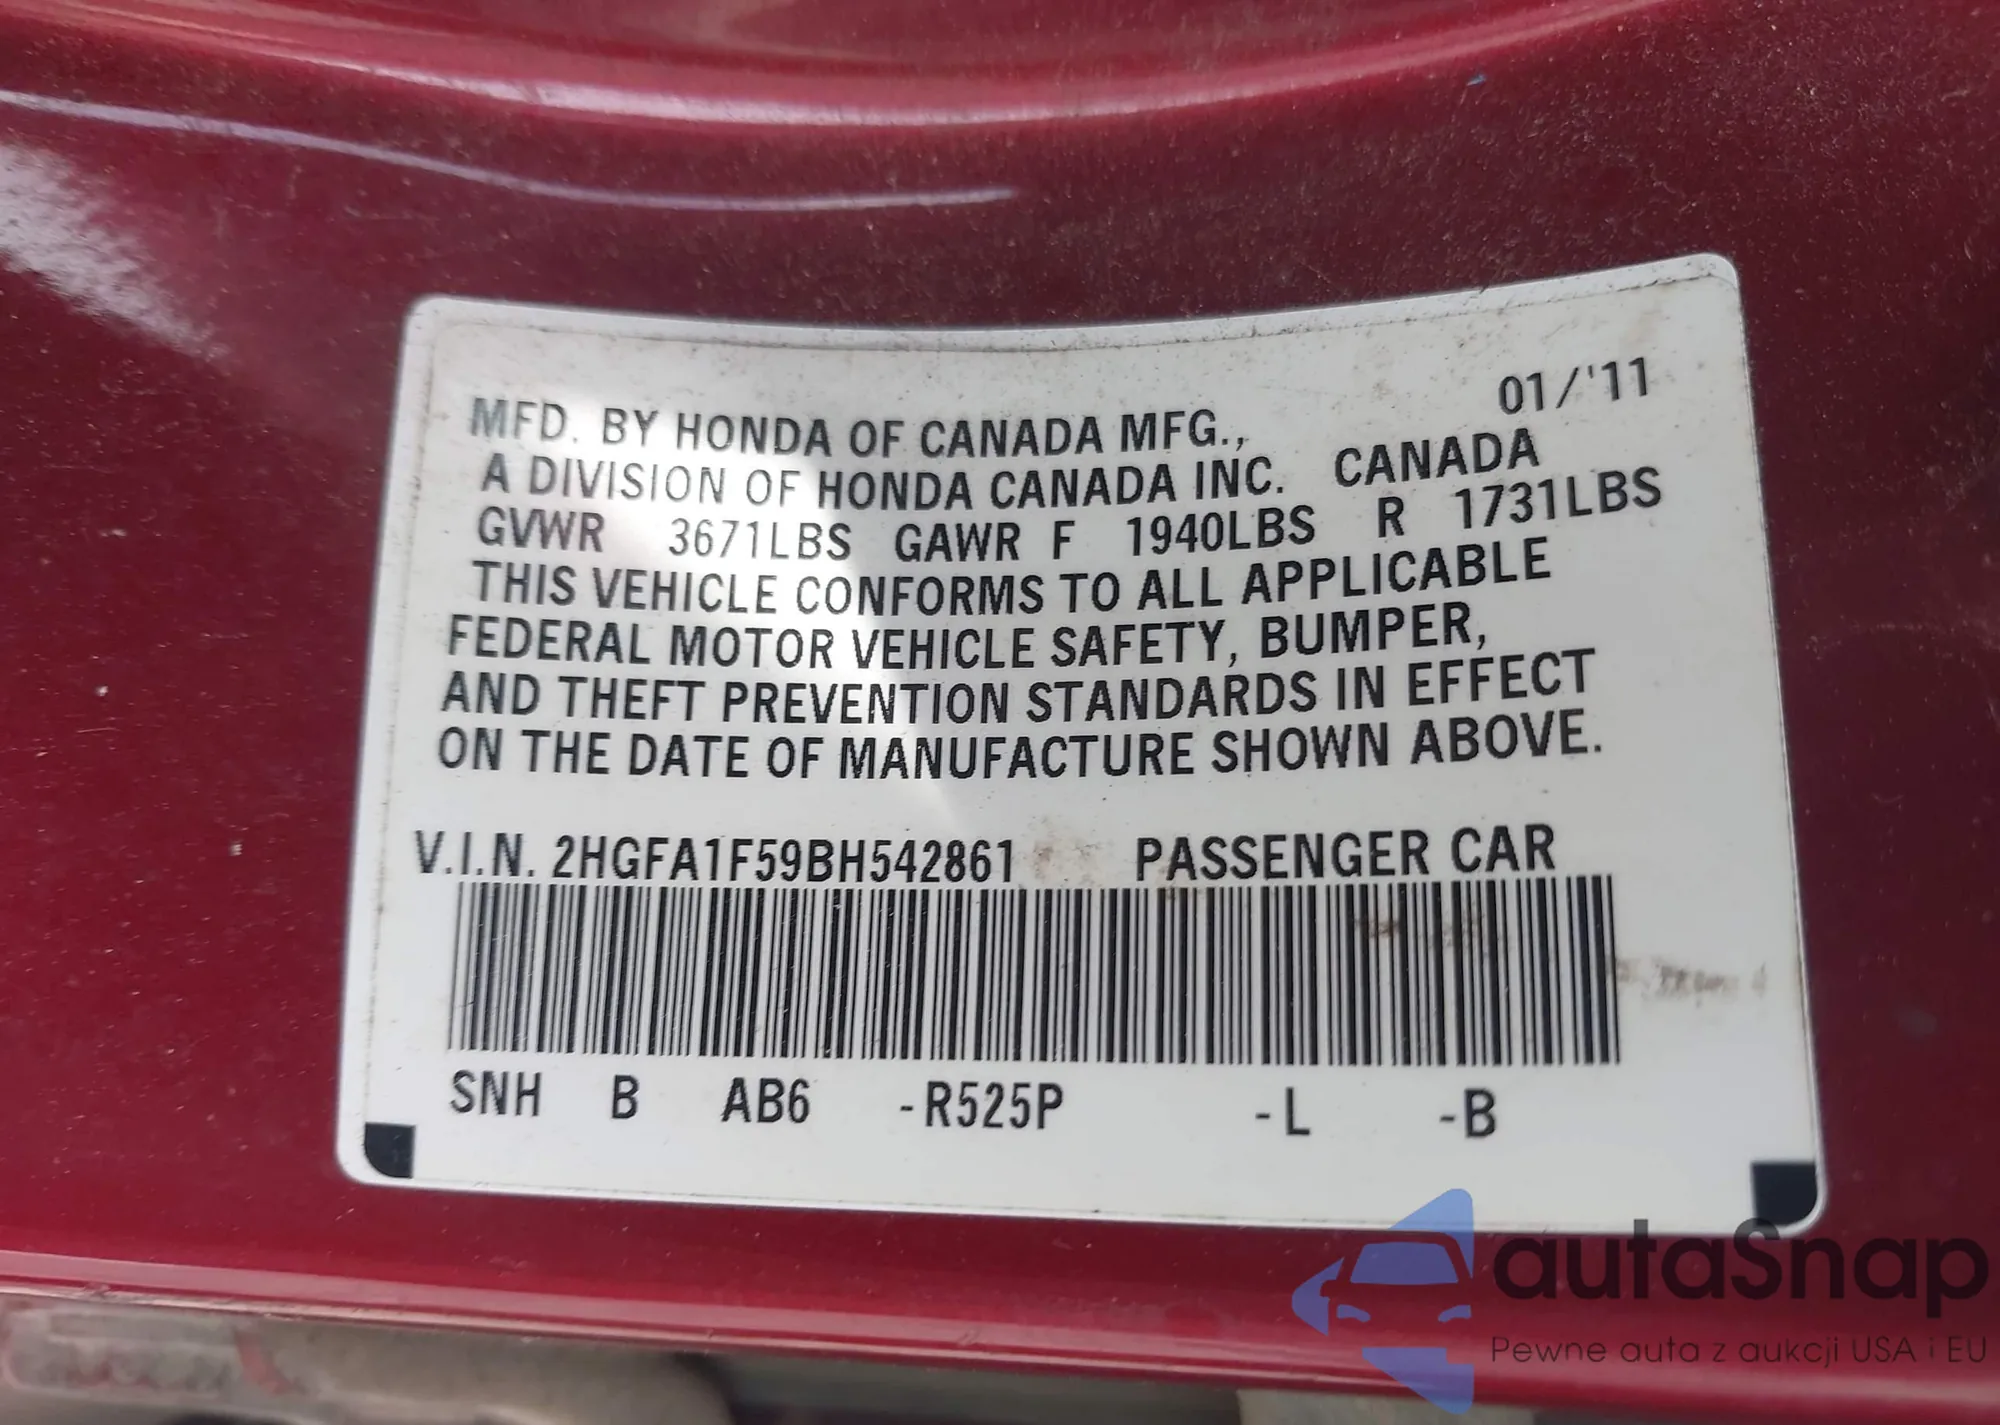 01/'11
MFD. BY HONDA OF CANADA MFG.,
A DIVISION OF HONDA CANADA INC. CANADA
GVWR 3671LBS GAWR F 1940LBS R 1731LBS
THIS VEHICLE CONFORMS TO ALL APPLICABLE
FEDERAL MOTOR VEHICLE SAFETY, BUMPER,
AND THEFT PREVENTION STANDARDS IN EFFECT
ON THE DATE OF MANUFACTURE SHOWN ABOVE.
V.I.N. 2HGFA1F59BH542861 PASSENGER CAR
SNH B AB6 -R525P -L -B
autaSnap
Pewne auta z aukcji USA i EU